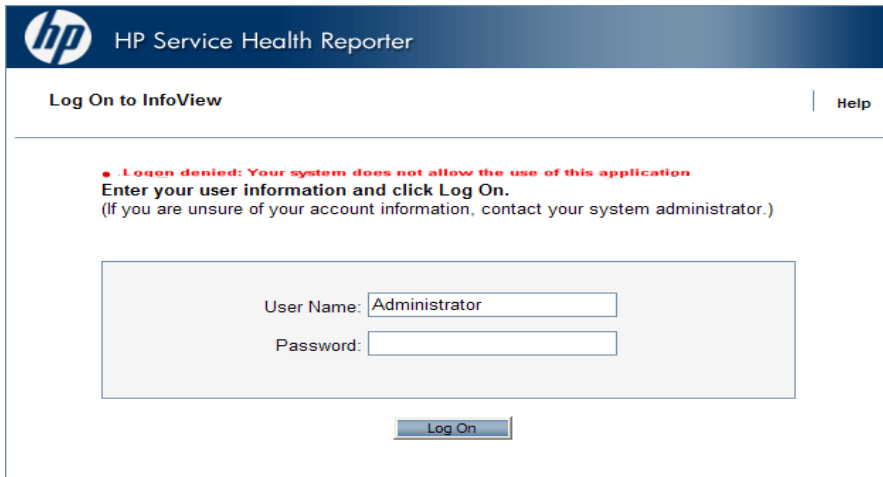 hp HP Service Health Reporter
Log On to InfoView Help
Logon denied: Your system does not allow the use of this application
Enter your user information and click Log On.
(If you are unsure of your account information, contact your system administrator.)
User Name: Administrator
Password:
Log On